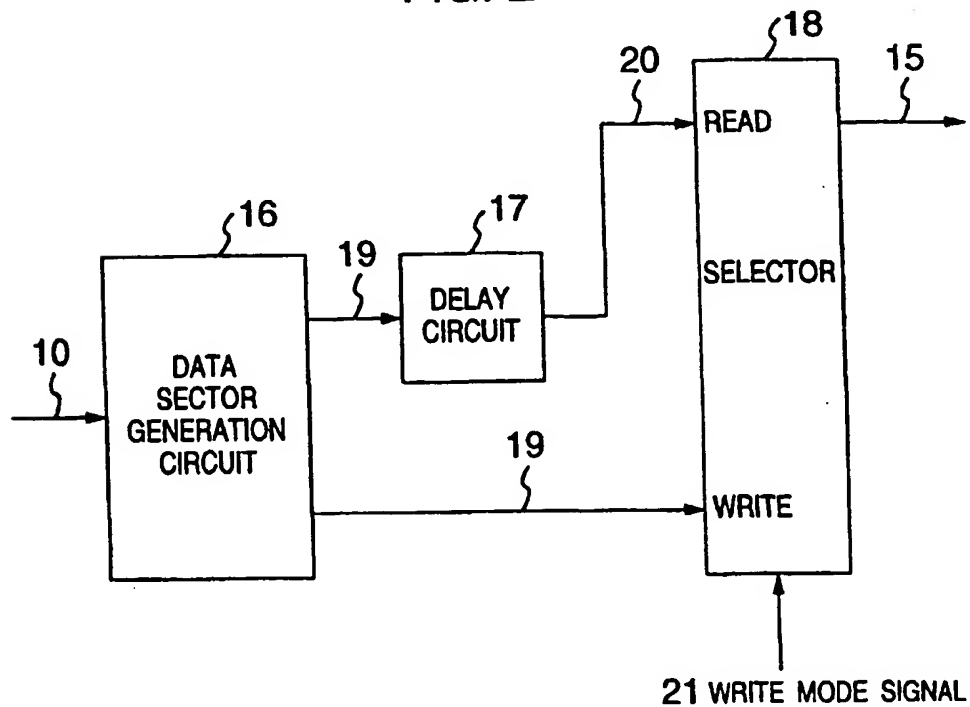 18
20
15
READ
16
17
19
SELECTOR
DELAY
CIRCUIT
10
DATA
SECTOR
GENERATION
CIRCUIT
19
WRITE
21 WRITE MODE SIGNAL